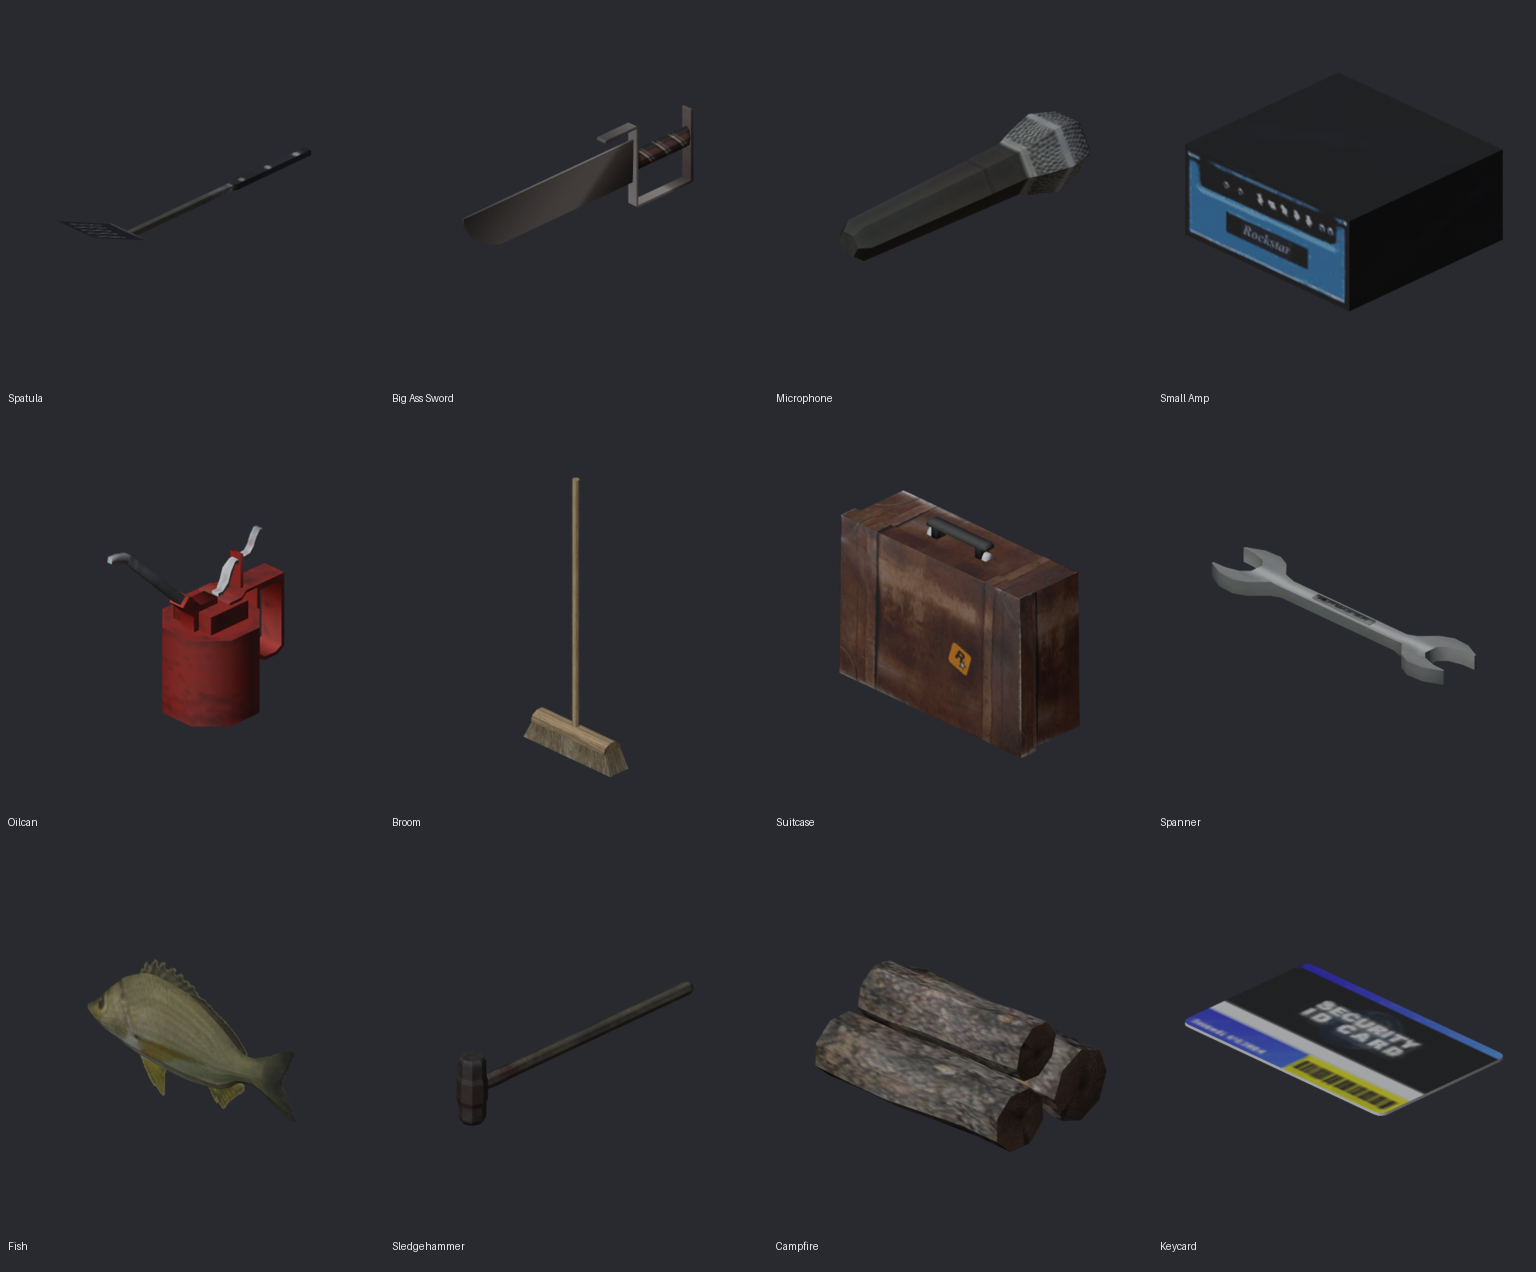 Rockstar
Spatula
Big Ass Sword
Microphone
Small Amp
R
Oilcan
Broom
Suitcase
Spanner
SECURITY
ID CARD
Fish
Sledgehammer
Campfire
Keycard